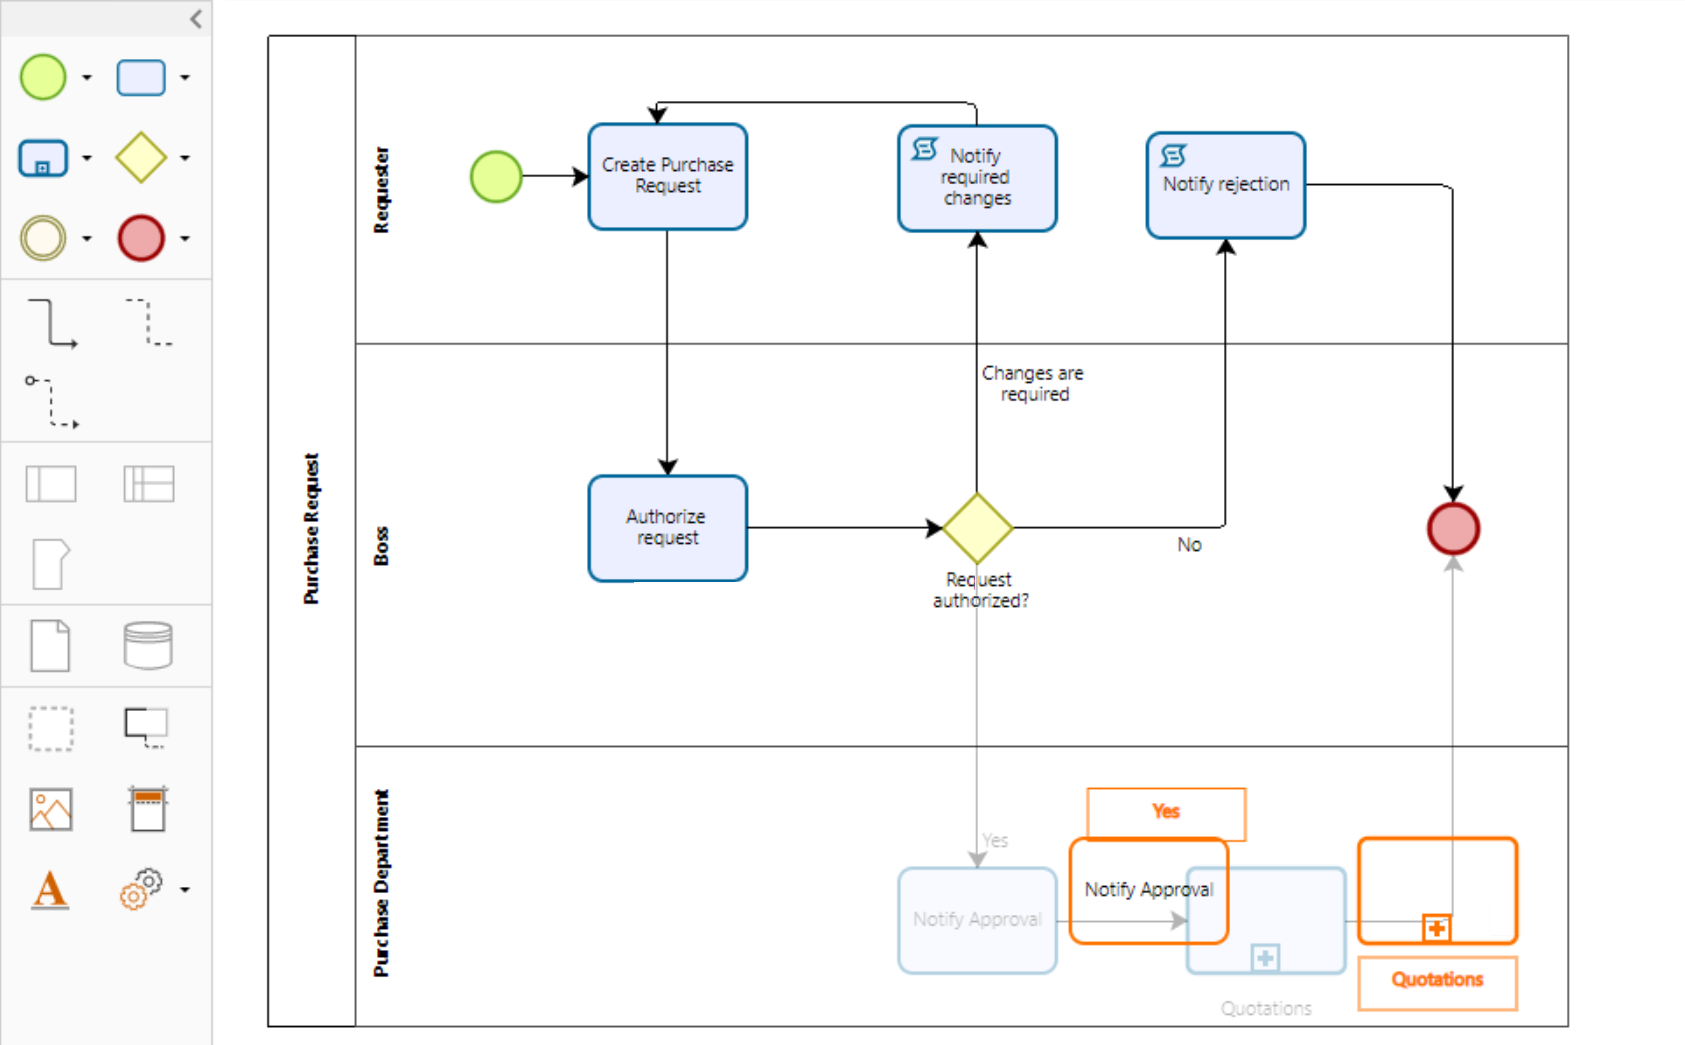 Purchase Request
Requester
Create Purchase
Request
Notify
required
changes
Notify rejection
Boss
Changes are
required
Authorize
request
No
Request
authorized?
Purchase Department
Yes
Yes
Notify Approval
Notify Approval
Quotations
Quotations
A